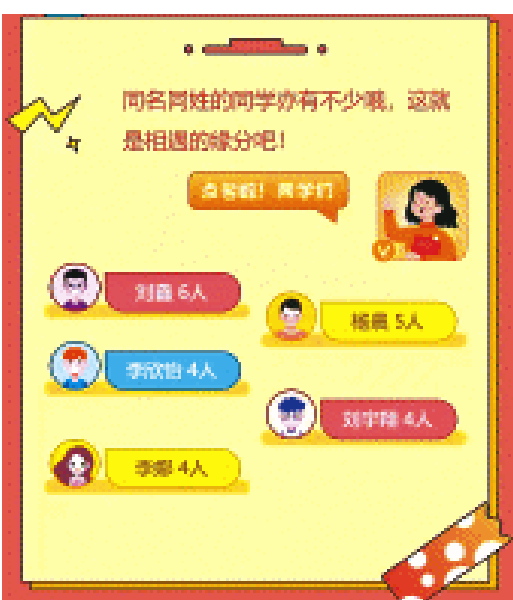 同名同姓的同学亦有不少哦，这就
是相遇的缘分吧！
点名啦！同学们
刘鑫 6人
杨晨 5人
李欣怡 4人
刘宇翔 4人
李娜 4人